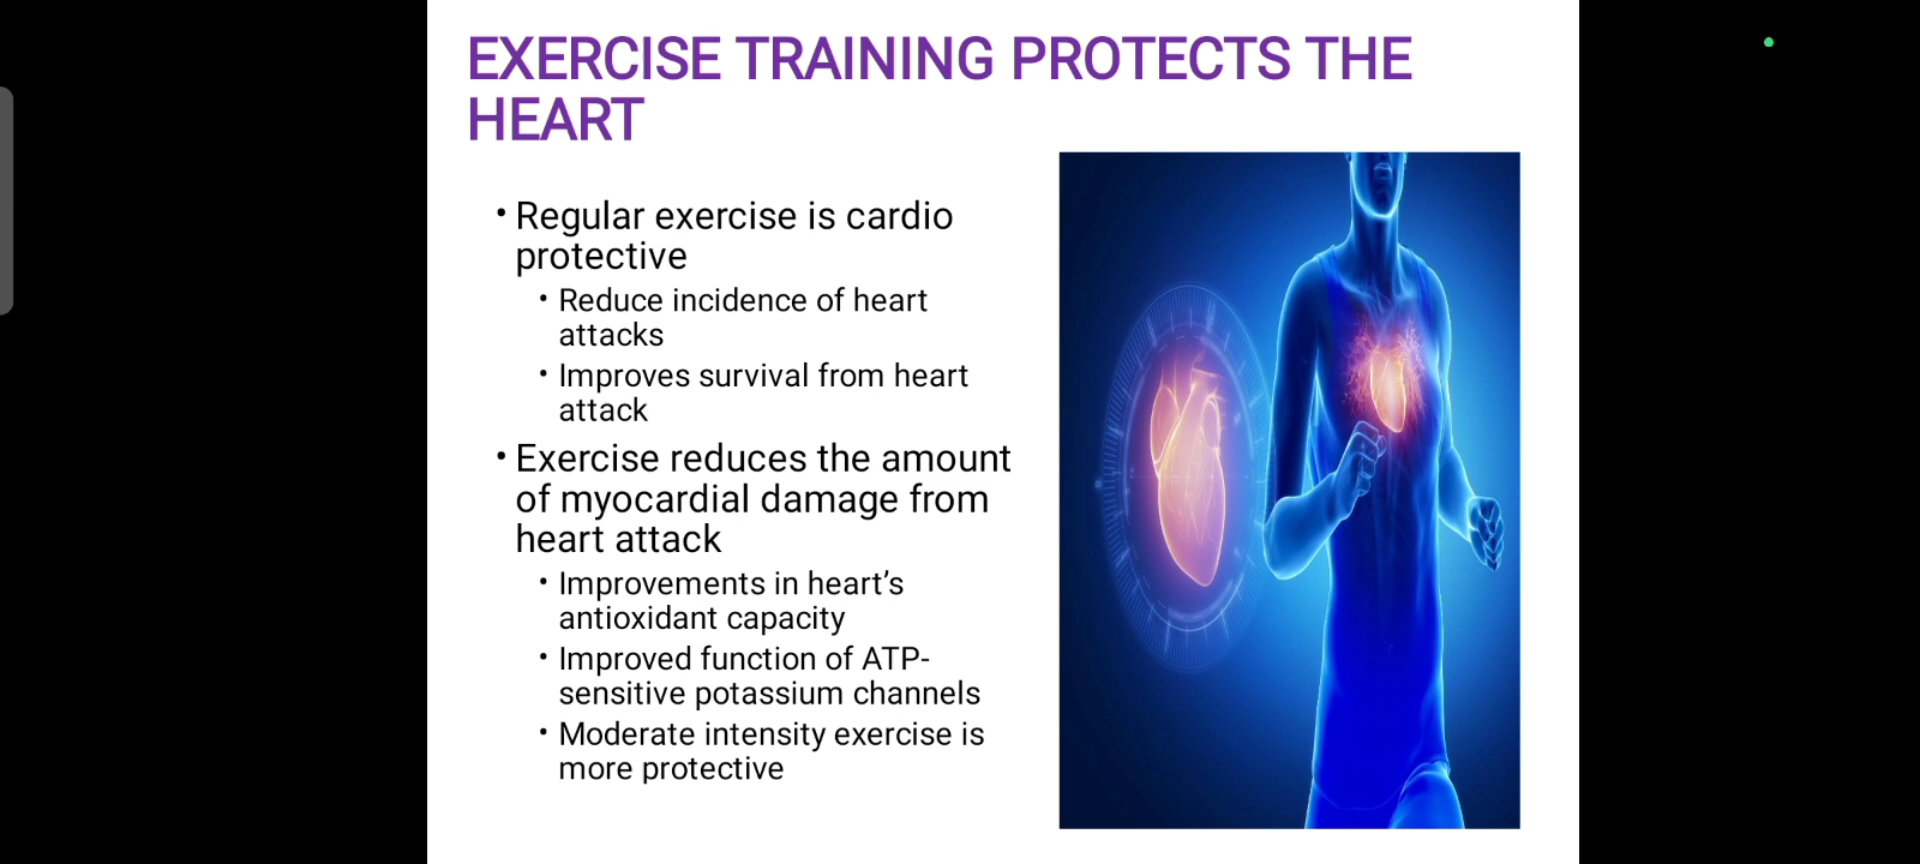 EXERCISE TRAINING PROTECTS THE
HEART
• Regular exercise is cardio
protective
• Reduce incidence of heart
attacks
• Improves survival from heart
attack
• Exercise reduces the amount
of myocardial damage from
heart attack
• Improvements in heart’s
antioxidant capacity
• Improved function of ATP-
sensitive potassium channels
• Moderate intensity exercise is
more protective